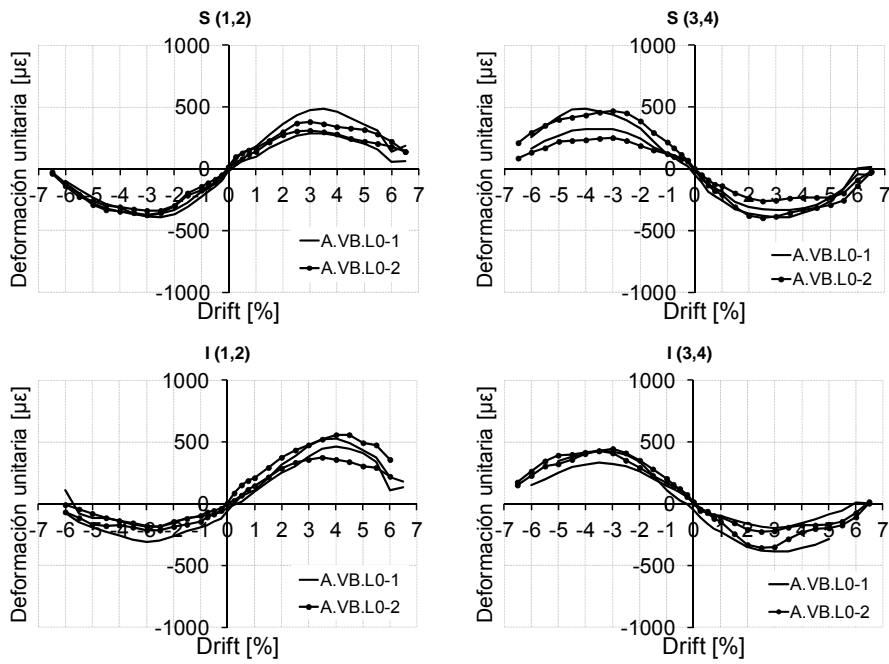 S (1,2)
Deformación unitaria [µε]
1000
500
0
-500
-1000
-7 -6 -5 -4 -3 -2 -1 0 1 2 3 4 5 6 7
A.VB.L0-1
A.VB.L0-2
Drift [%]
S (3,4)
Deformación unitaria [µε]
1000
500
0
-500
-1000
-7 -6 -5 -4 -3 -2 -1 0 1 2 3 4 5 6 7
A.VB.L0-1
A.VB.L0-2
Drift [%]
I (1,2)
Deformación unitaria [µε]
1000
500
0
-500
-1000
-7 -6 -5 -4 -3 -2 -1 0 1 2 3 4 5 6 7
A.VB.L0-1
A.VB.L0-2
Drift [%]
I (3,4)
Deformación unitaria [µε]
1000
500
0
-500
-1000
-7 -6 -5 -4 -3 -2 -1 0 1 2 3 4 5 6 7
A.VB.L0-1
A.VB.L0-2
Drift [%]